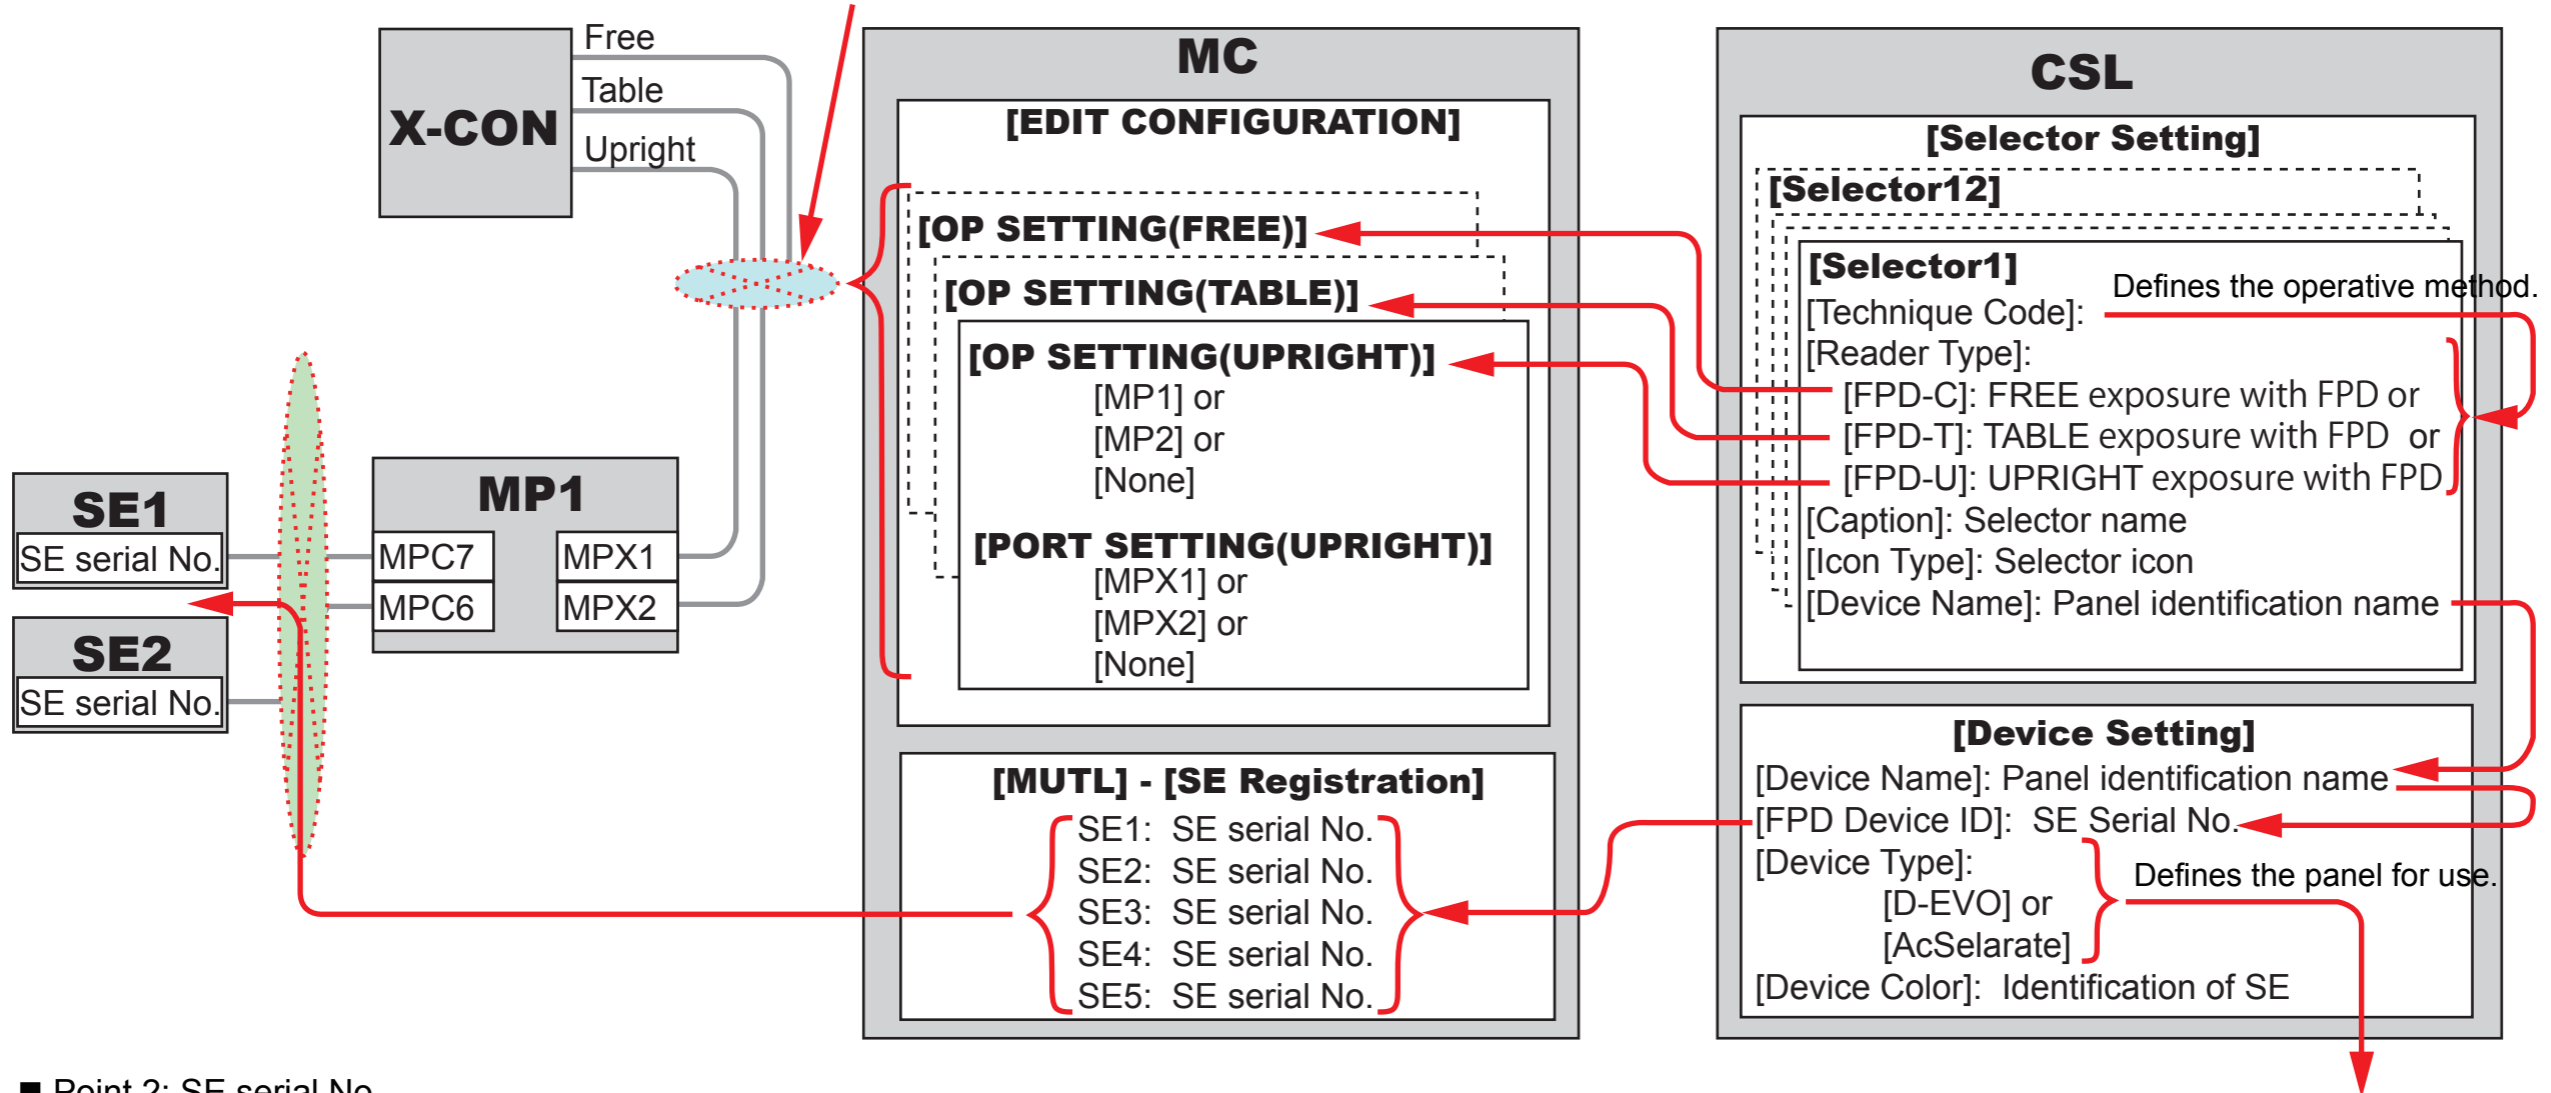 Free
Table
Upright
X-CON
SE1
SE serial No.
SE2
SE serial No.
MP1
MPC7
MPC6
MPX1
MPX2
MC
[EDIT CONFIGURATION]
[OP SETTING(FREE)]
[OP SETTING(TABLE)]
[OP SETTING(UPRIGHT)]
[MP1] or
[MP2] or
[None]
[PORT SETTING(UPRIGHT)]
[MPX1] or
[MPX2] or
[None]
[MUTL] - [SE Registration]
SE1: SE serial No.
SE2: SE serial No.
SE3: SE serial No.
SE4: SE serial No.
SE5: SE serial No.
CSL
[Selector Setting]
[Selector12]
[Selector1]
Defines the operative method.
[Technique Code]:
[Reader Type]:
[FPD-C]: FREE exposure with FPD or
[FPD-T]: TABLE exposure with FPD or
[FPD-U]: UPRIGHT exposure with FPD
[Caption]: Selector name
[Icon Type]: Selector icon
[Device Name]: Panel identification name
[Device Setting]
[Device Name]: Panel identification name
[FPD Device ID]: SE Serial No.
[Device Type]:
Defines the panel for use.
[D-EVO] or
[AcSelarate]
[Device Color]: Identification of SE
■ Point 2: SE serial No.